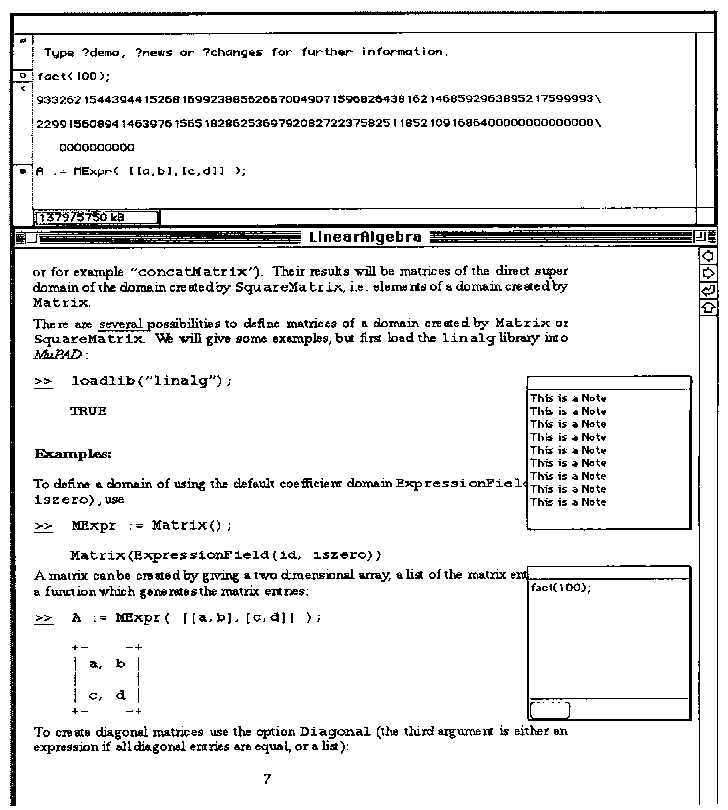 Type ?demo, ?news or ?changes for further information.
fact(100);
93326215443944152681699238856266700490715968264381621468592963895217599993\
22991560894146397615651828625369792082722375825118521091686400000000000000\
0000000000
A := MExpr( [[a,b],[c,d]] );
1379/5750 kB
LinearAlgebra
or for example "concatMatrix"). Their results will be matrices of the direct super
domain of the domain created by SquareMatrix, i.e. elements of a domain created by
Matrix.
There are several possibilities to define matrices of a domain created by Matrix or
SquareMatrix. We will give some examples, but first load the linalg library into
MuPAD:
>> loadlib("linalg");
TRUE
Examples:
To define a domain of using the default coefficient domain ExpressionField
iszero), use
>> MExpr := Matrix();
Matrix(ExpressionField(id, iszero))
A matrix can be created by giving a two dimensional array, a list of the matrix ent
a function which generates the matrix entries:
>> A := MExpr( [[a,b],[c,d]] );
+- -+
| a, b |
| |
| c, d |
+- -+
To create diagonal matrices use the option Diagonal (the third argument is either an
expression if all diagonal entries are equal, or a list):
7
This is a Note
This is a Note
This is a Note
This is a Note
This is a Note
This is a Note
This is a Note
This is a Note
This is a Note
fact(100);